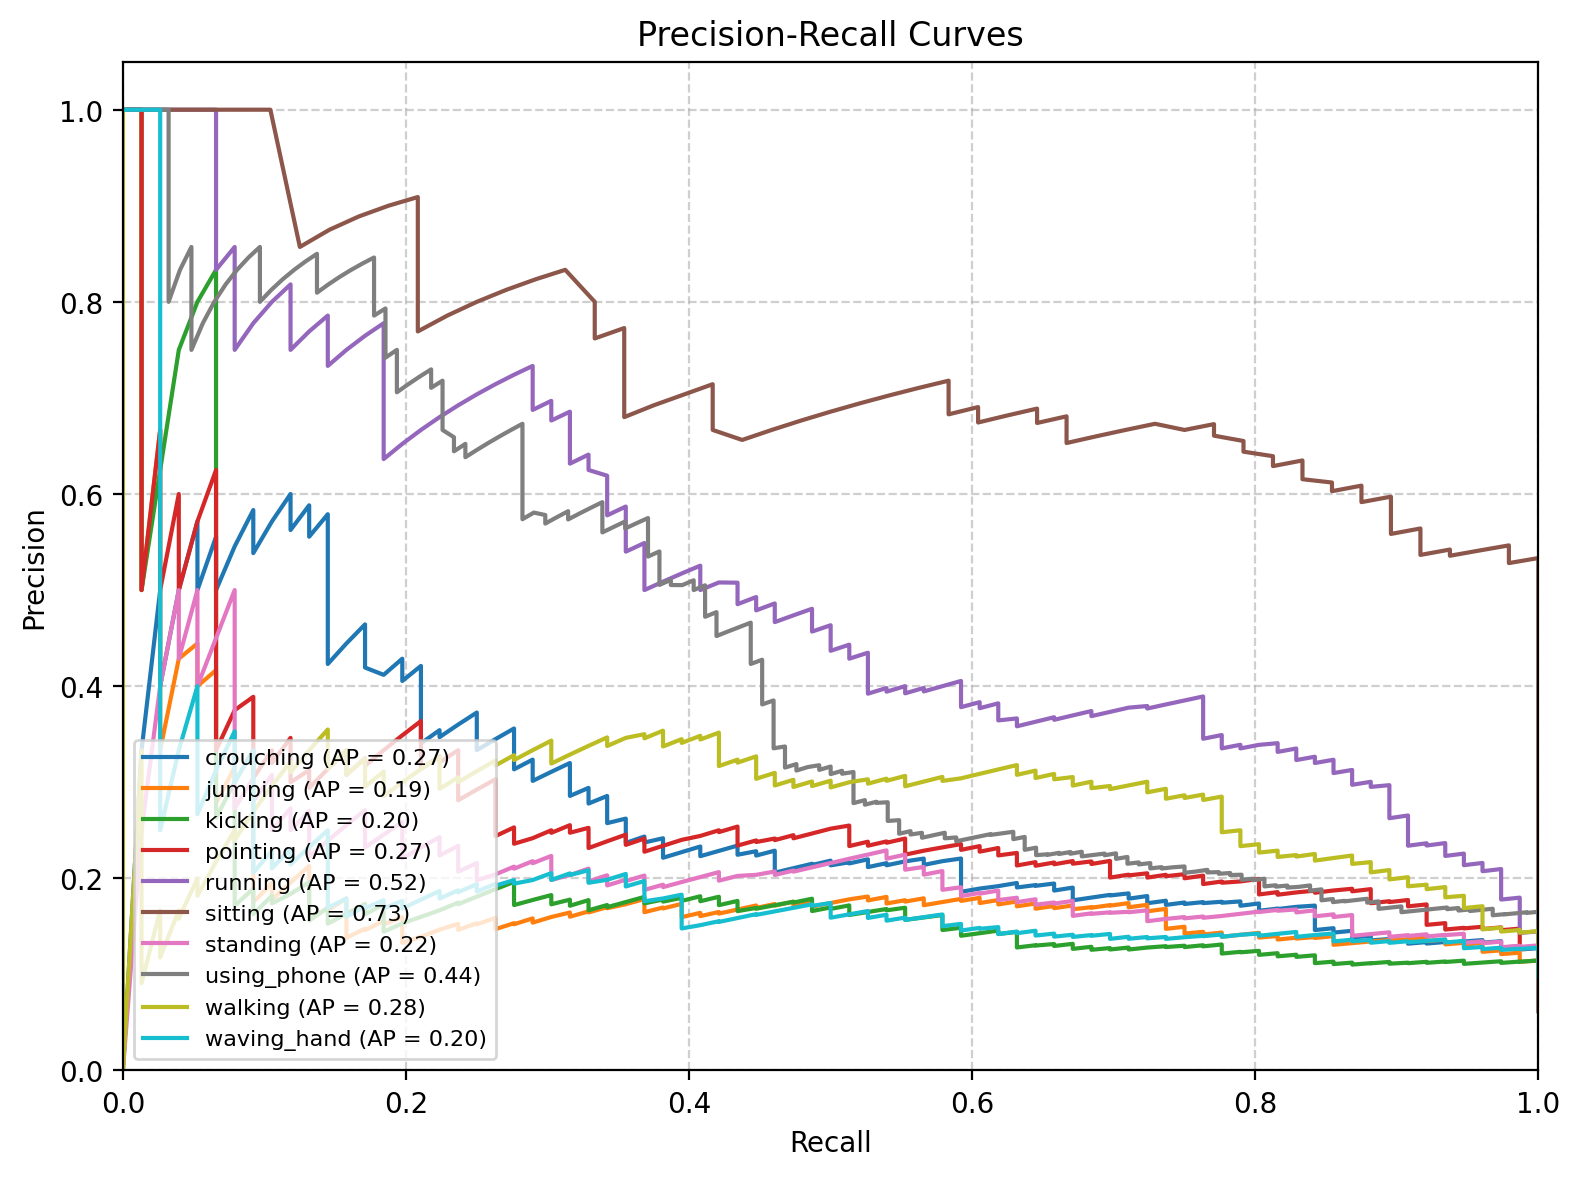 Precision-Recall Curves
1.0
0.8
0.6
0.4
0.2
0.0
Precision
crouching (AP = 0.27)
jumping (AP = 0.19)
kicking (AP = 0.20)
pointing (AP = 0.27)
running (AP = 0.52)
sitting (AP = 0.73)
standing (AP = 0.22)
using_phone (AP = 0.44)
walking (AP = 0.28)
waving_hand (AP = 0.20)
0.0 0.2 0.4 0.6 0.8 1.0
Recall